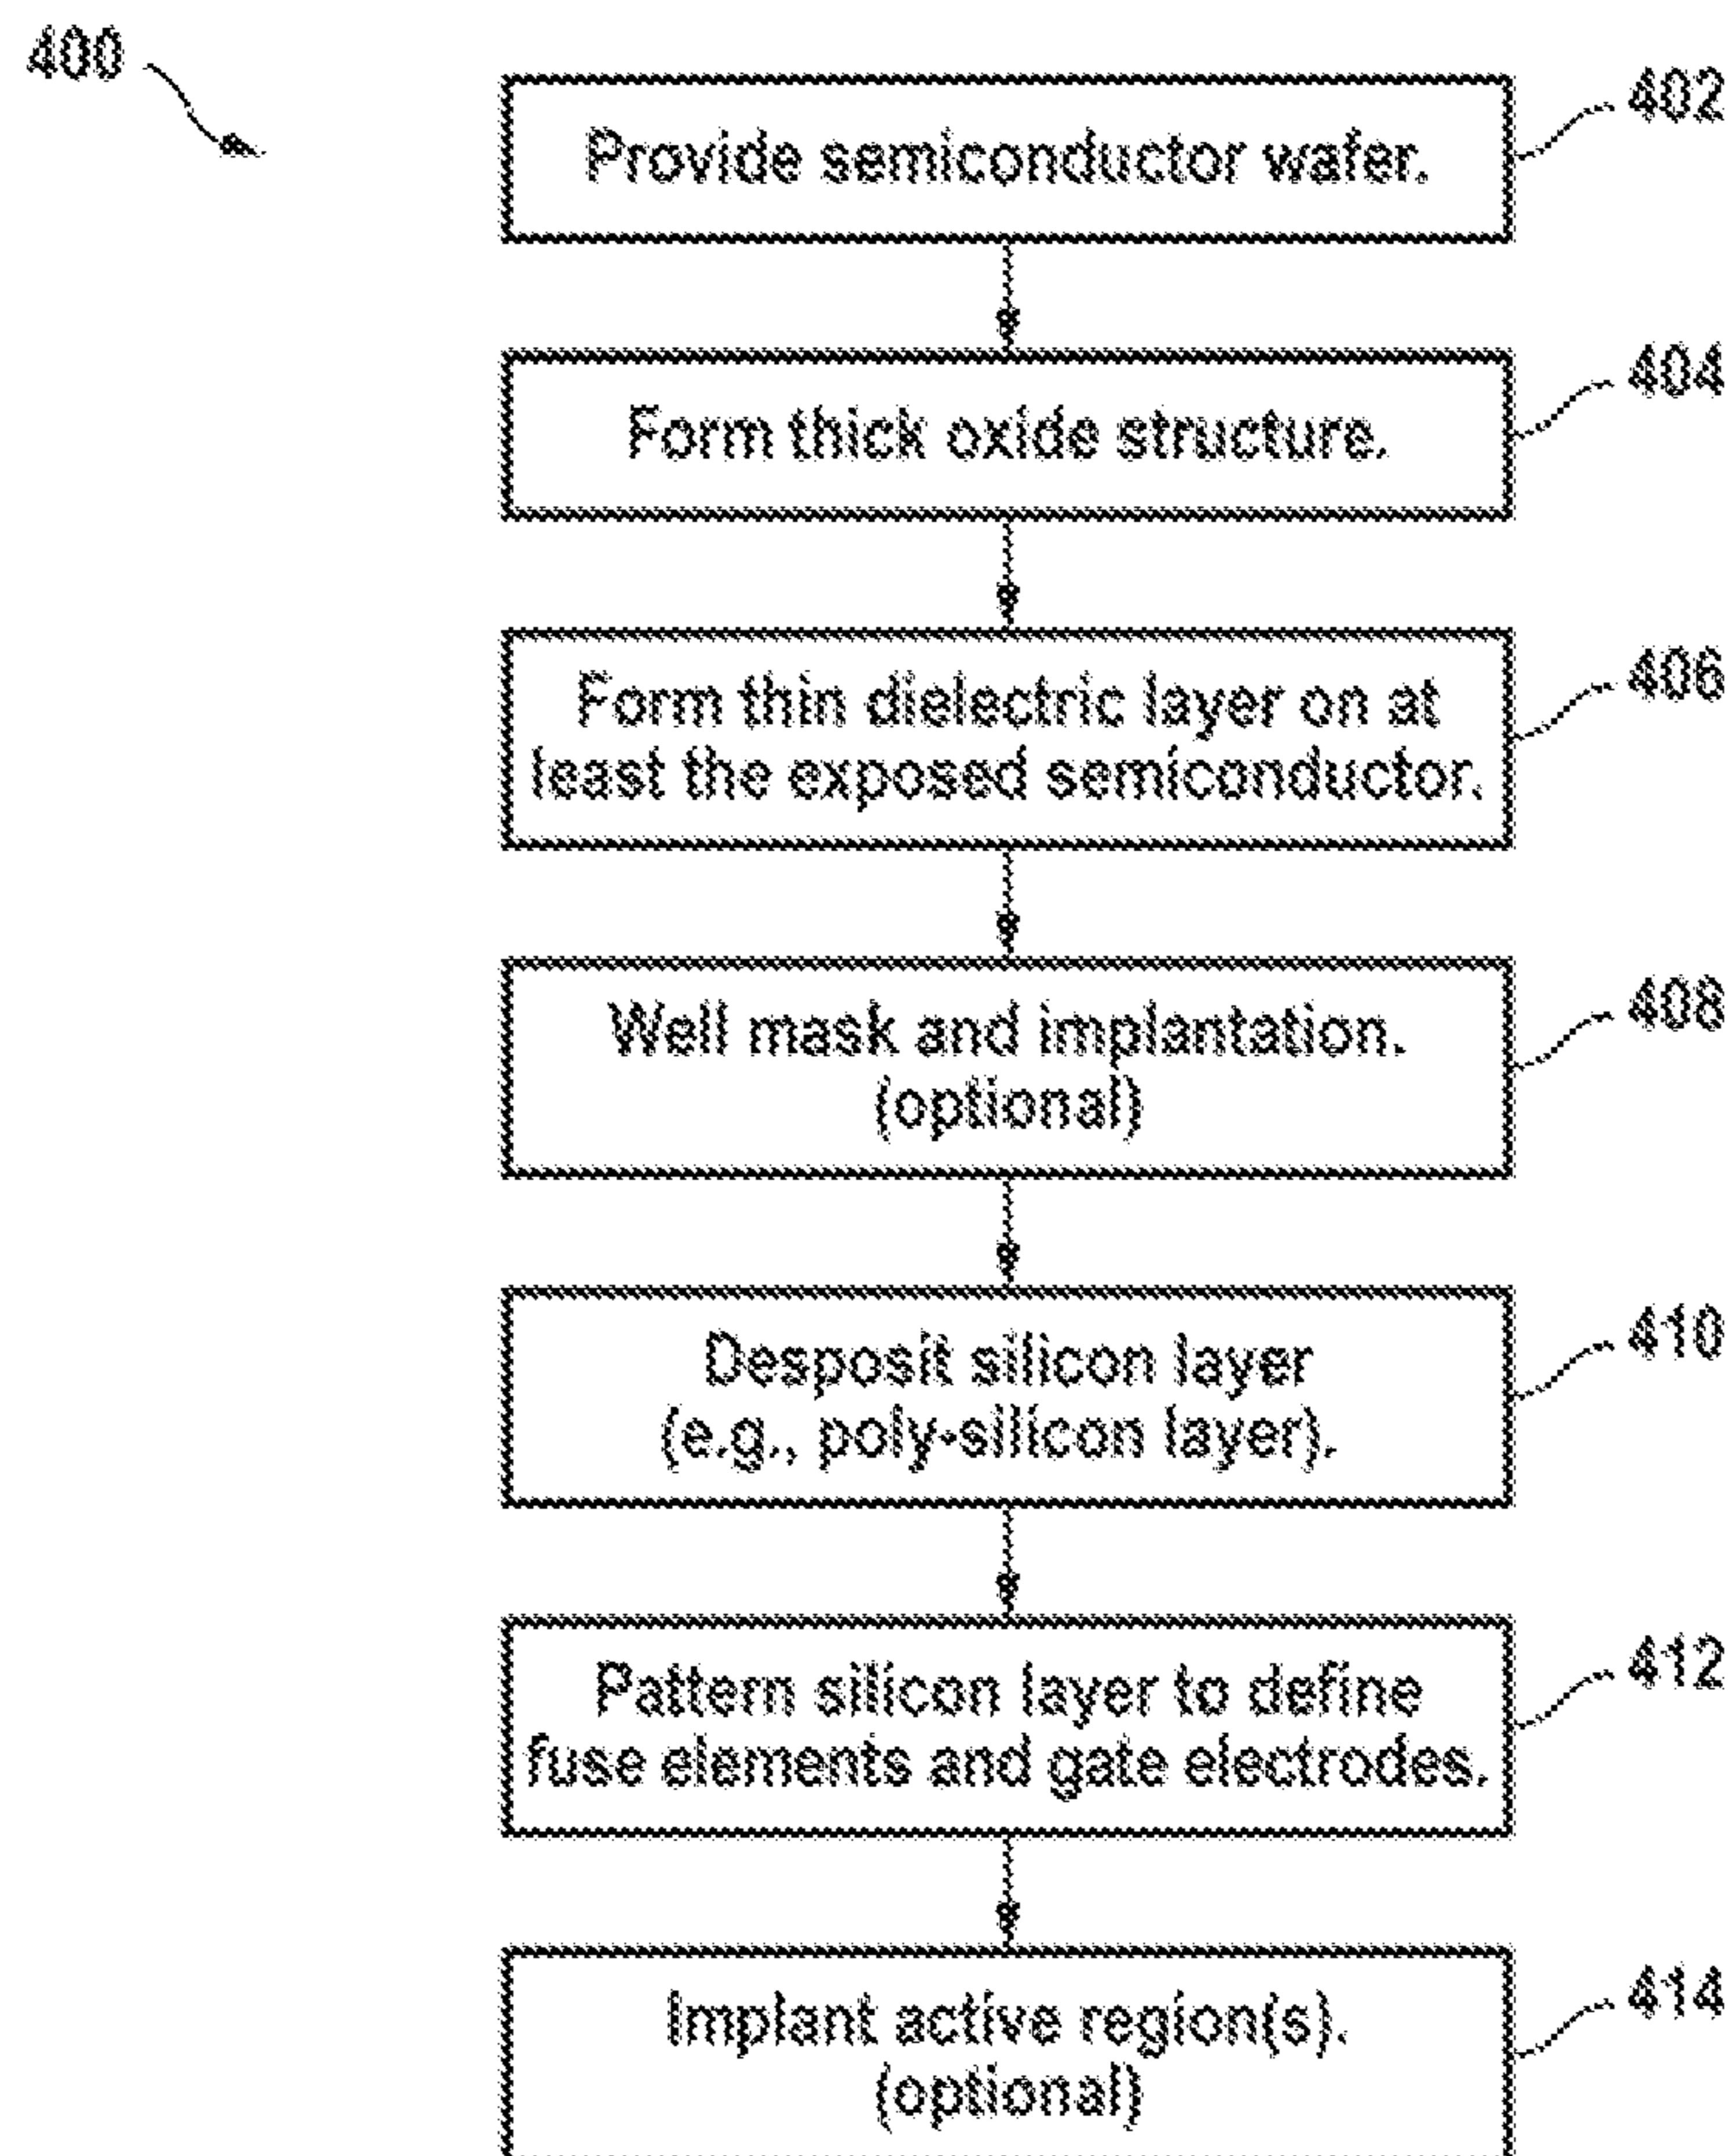 400
Provide semiconductor wafer.
402
Form thick oxide structure.
404
Form thin dielectric layer on at
least the exposed semiconductor.
406
Well mask and implantation.
(optional)
408
Desposit silicon layer
(e.g., poly-silicon layer).
410
Pattern silicon layer to define
fuse elements and gate electrodes.
412
Implant active region(s).
(optional)
414